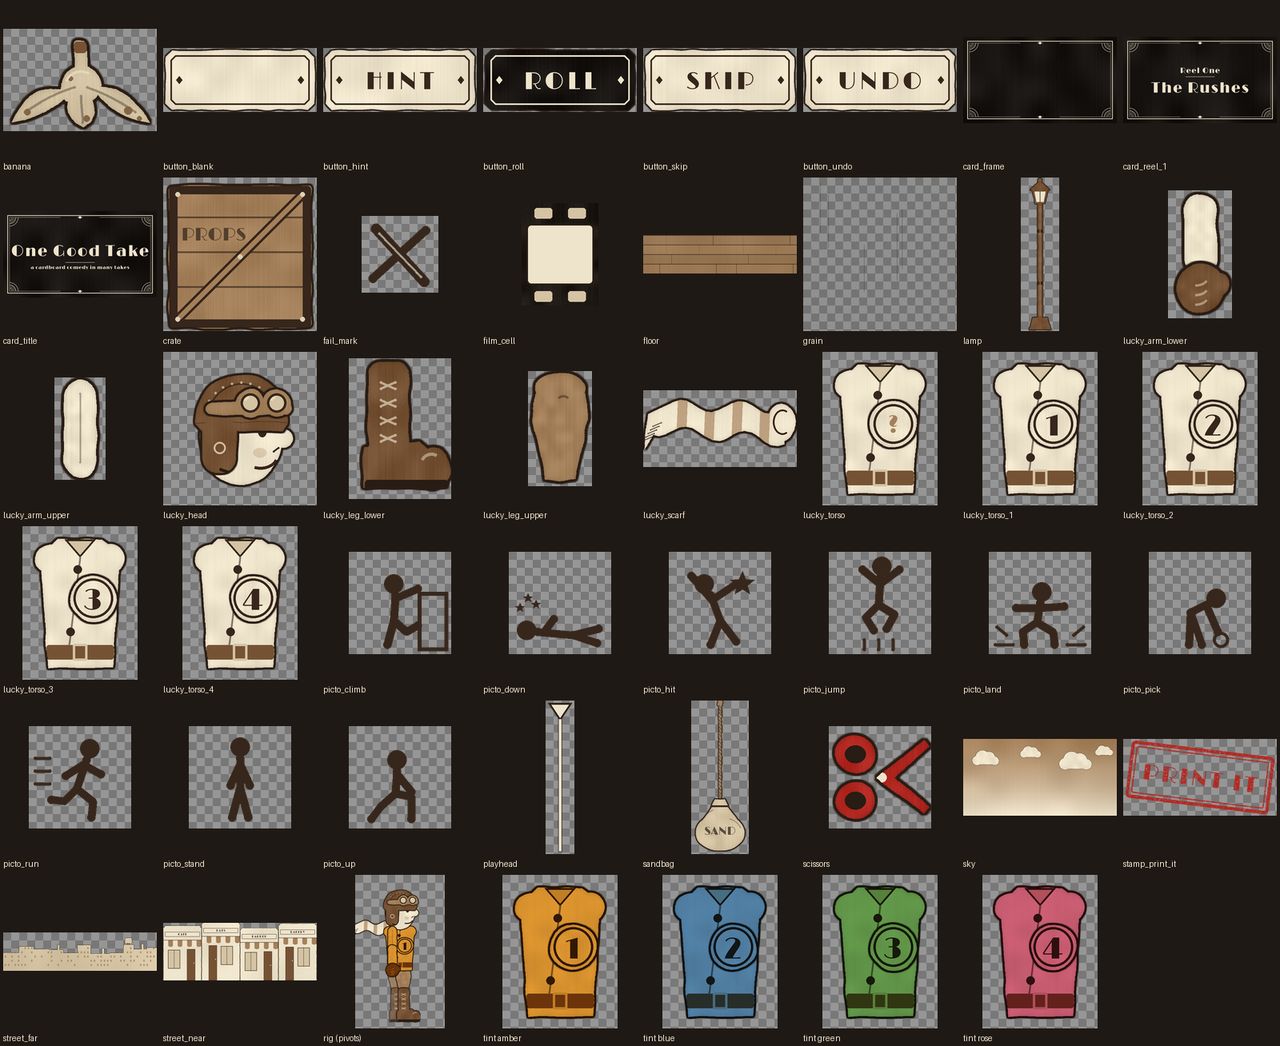 HINT
ROLL
SKIP
UNDO
Reel One
The Rushes
banana
button_blank
button_hint
button_roll
button_skip
button_undo
card_frame
card_reel_1
One Good Take
a cardboard comedy in many takes
PROPS
card_title
crate
fail_mark
film_cell
floor
grain
lamp
lucky_arm_lower
?
1
2
lucky_arm_upper
lucky_head
lucky_leg_lower
lucky_leg_upper
lucky_scarf
lucky_torso
lucky_torso_1
lucky_torso_2
3
4
lucky_torso_3
lucky_torso_4
picto_climb
picto_down
picto_hit
picto_jump
picto_land
picto_pick
SAND
PRINT IT
picto_run
picto_stand
picto_up
playhead
sandbag
scissors
sky
stamp_print_it
1
1
2
3
4
street_far
street_near
rig (pivots)
tint amber
tint blue
tint green
tint rose